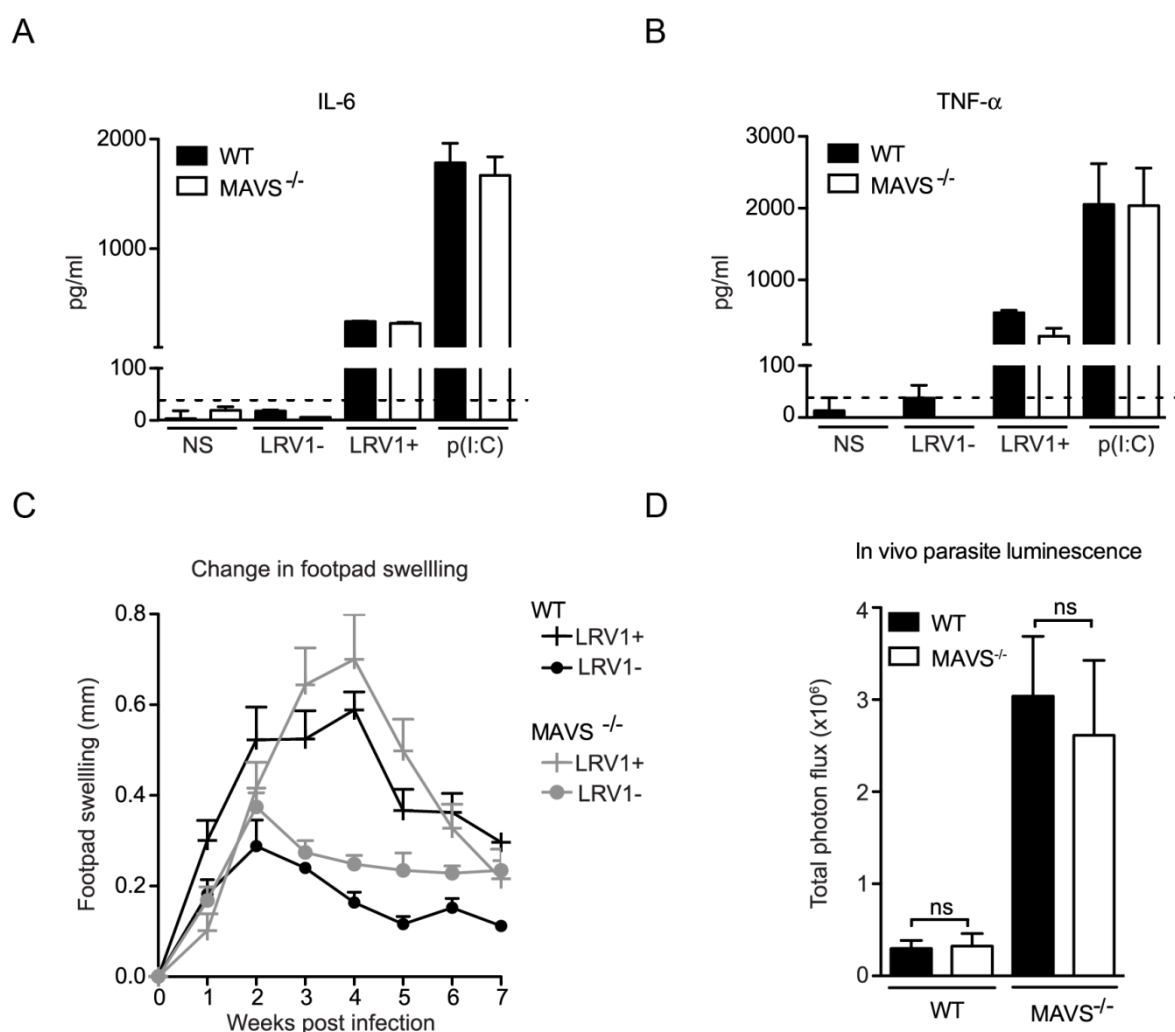 A
IL-6
2000
1000
100
0
pg/ml
WT
MAVS -/-
NS LRV1- LRV1+ p(I:C)
B
TNF-α
3000
2000
1000
100
0
pg/ml
WT
MAVS -/-
NS LRV1- LRV1+ p(I:C)
C
Change in footpad swellling
0.8
0.6
0.4
0.2
0.0
Footpad swellling (mm)
0 1 2 3 4 5 6 7
Weeks post infection
WT
LRV1+
LRV1-
MAVS -/-
LRV1+
LRV1-
D
In vivo parasite luminescence
4
3
2
1
0
Total photon flux (x10⁶)
WT
MAVS-/-
ns
ns
WT MAVS-/-